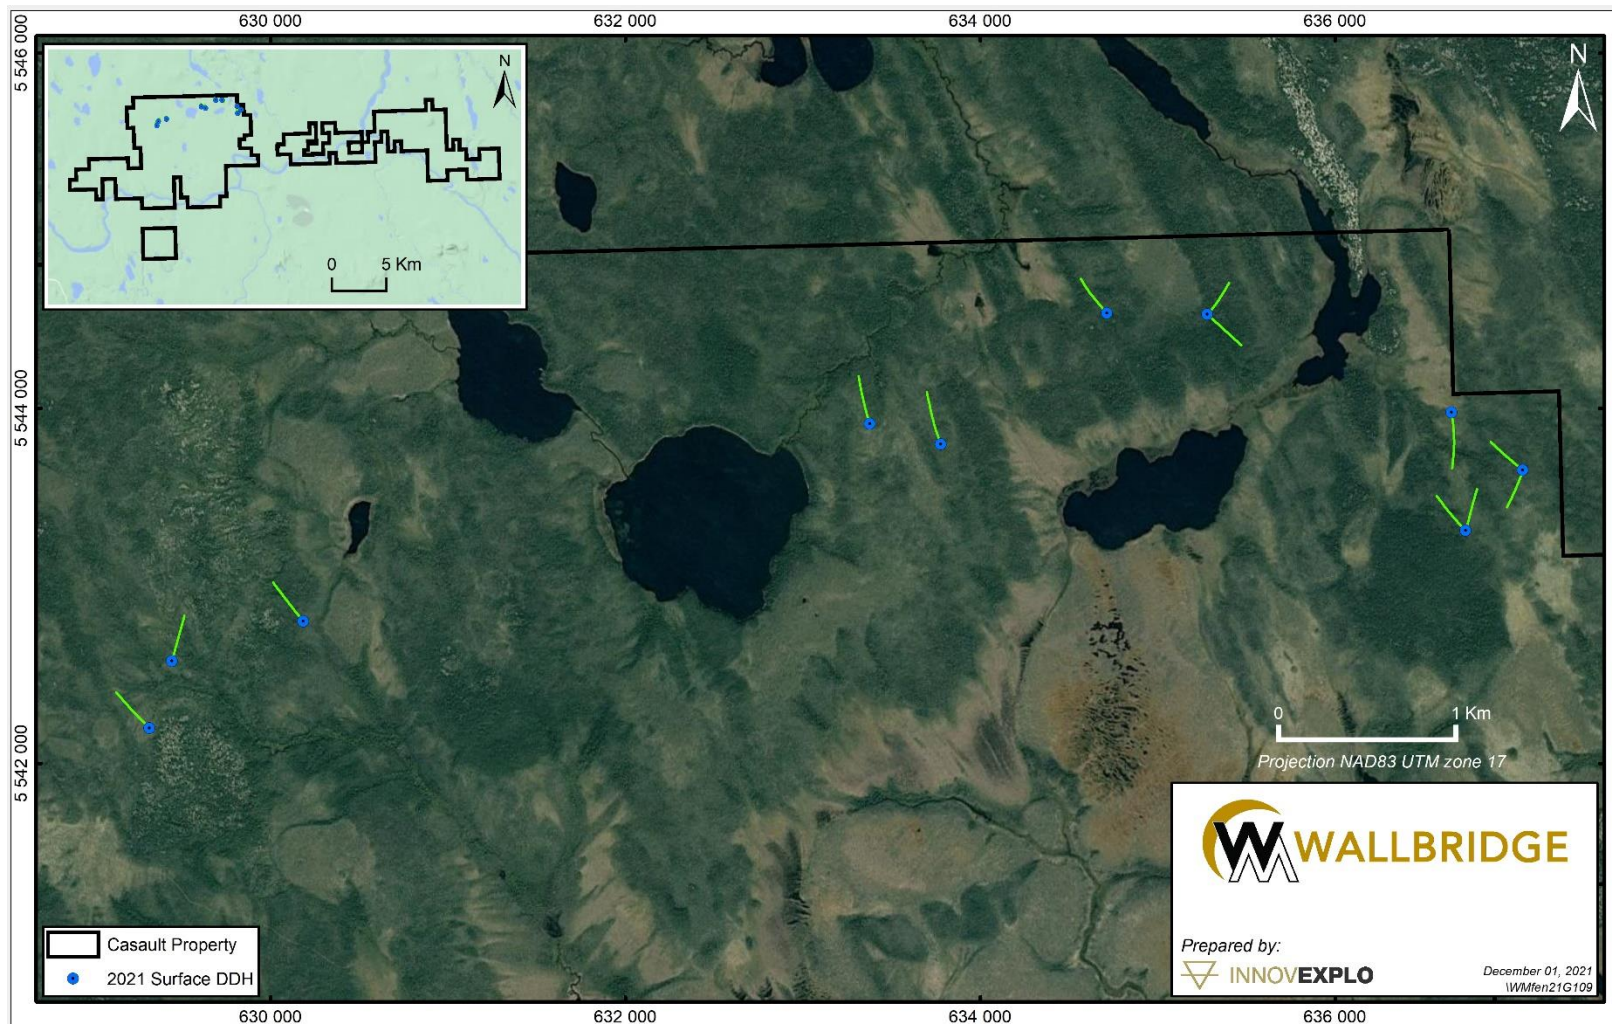 630 000
632 000
634 000
636 000
5 546 000
5 544 000
5 542 000
N
0
5 Km
N
0
1 Km
Projection NAD83 UTM zone 17
WM WALLBRIDGE
Prepared by:
INNOVEXPLO
December 01, 2021
\WMfen21G109
Casault Property
2021 Surface DDH
630 000
632 000
634 000
636 000